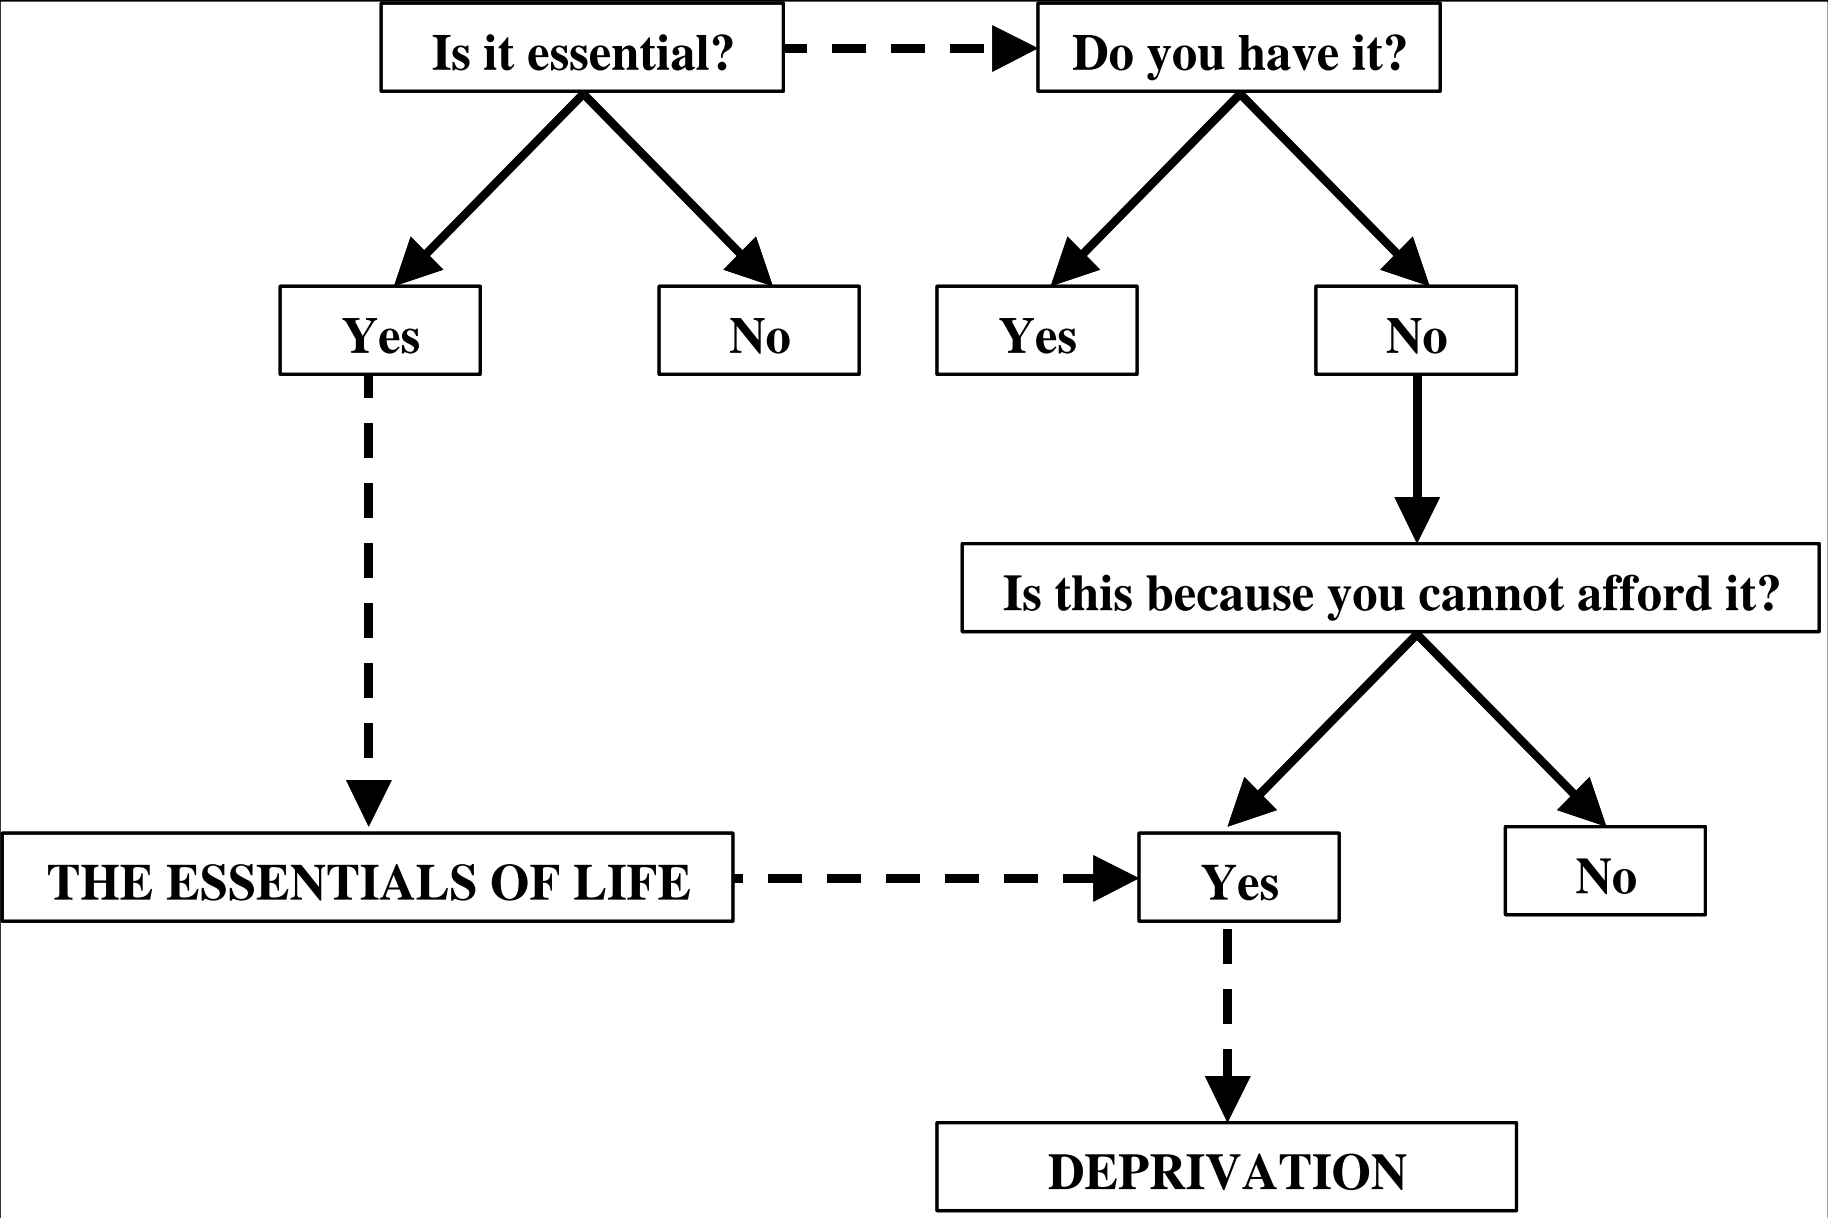 Is it essential?
Do you have it?
Yes
No
Yes
No
Is this because you cannot afford it?
THE ESSENTIALS OF LIFE
Yes
No
DEPRIVATION